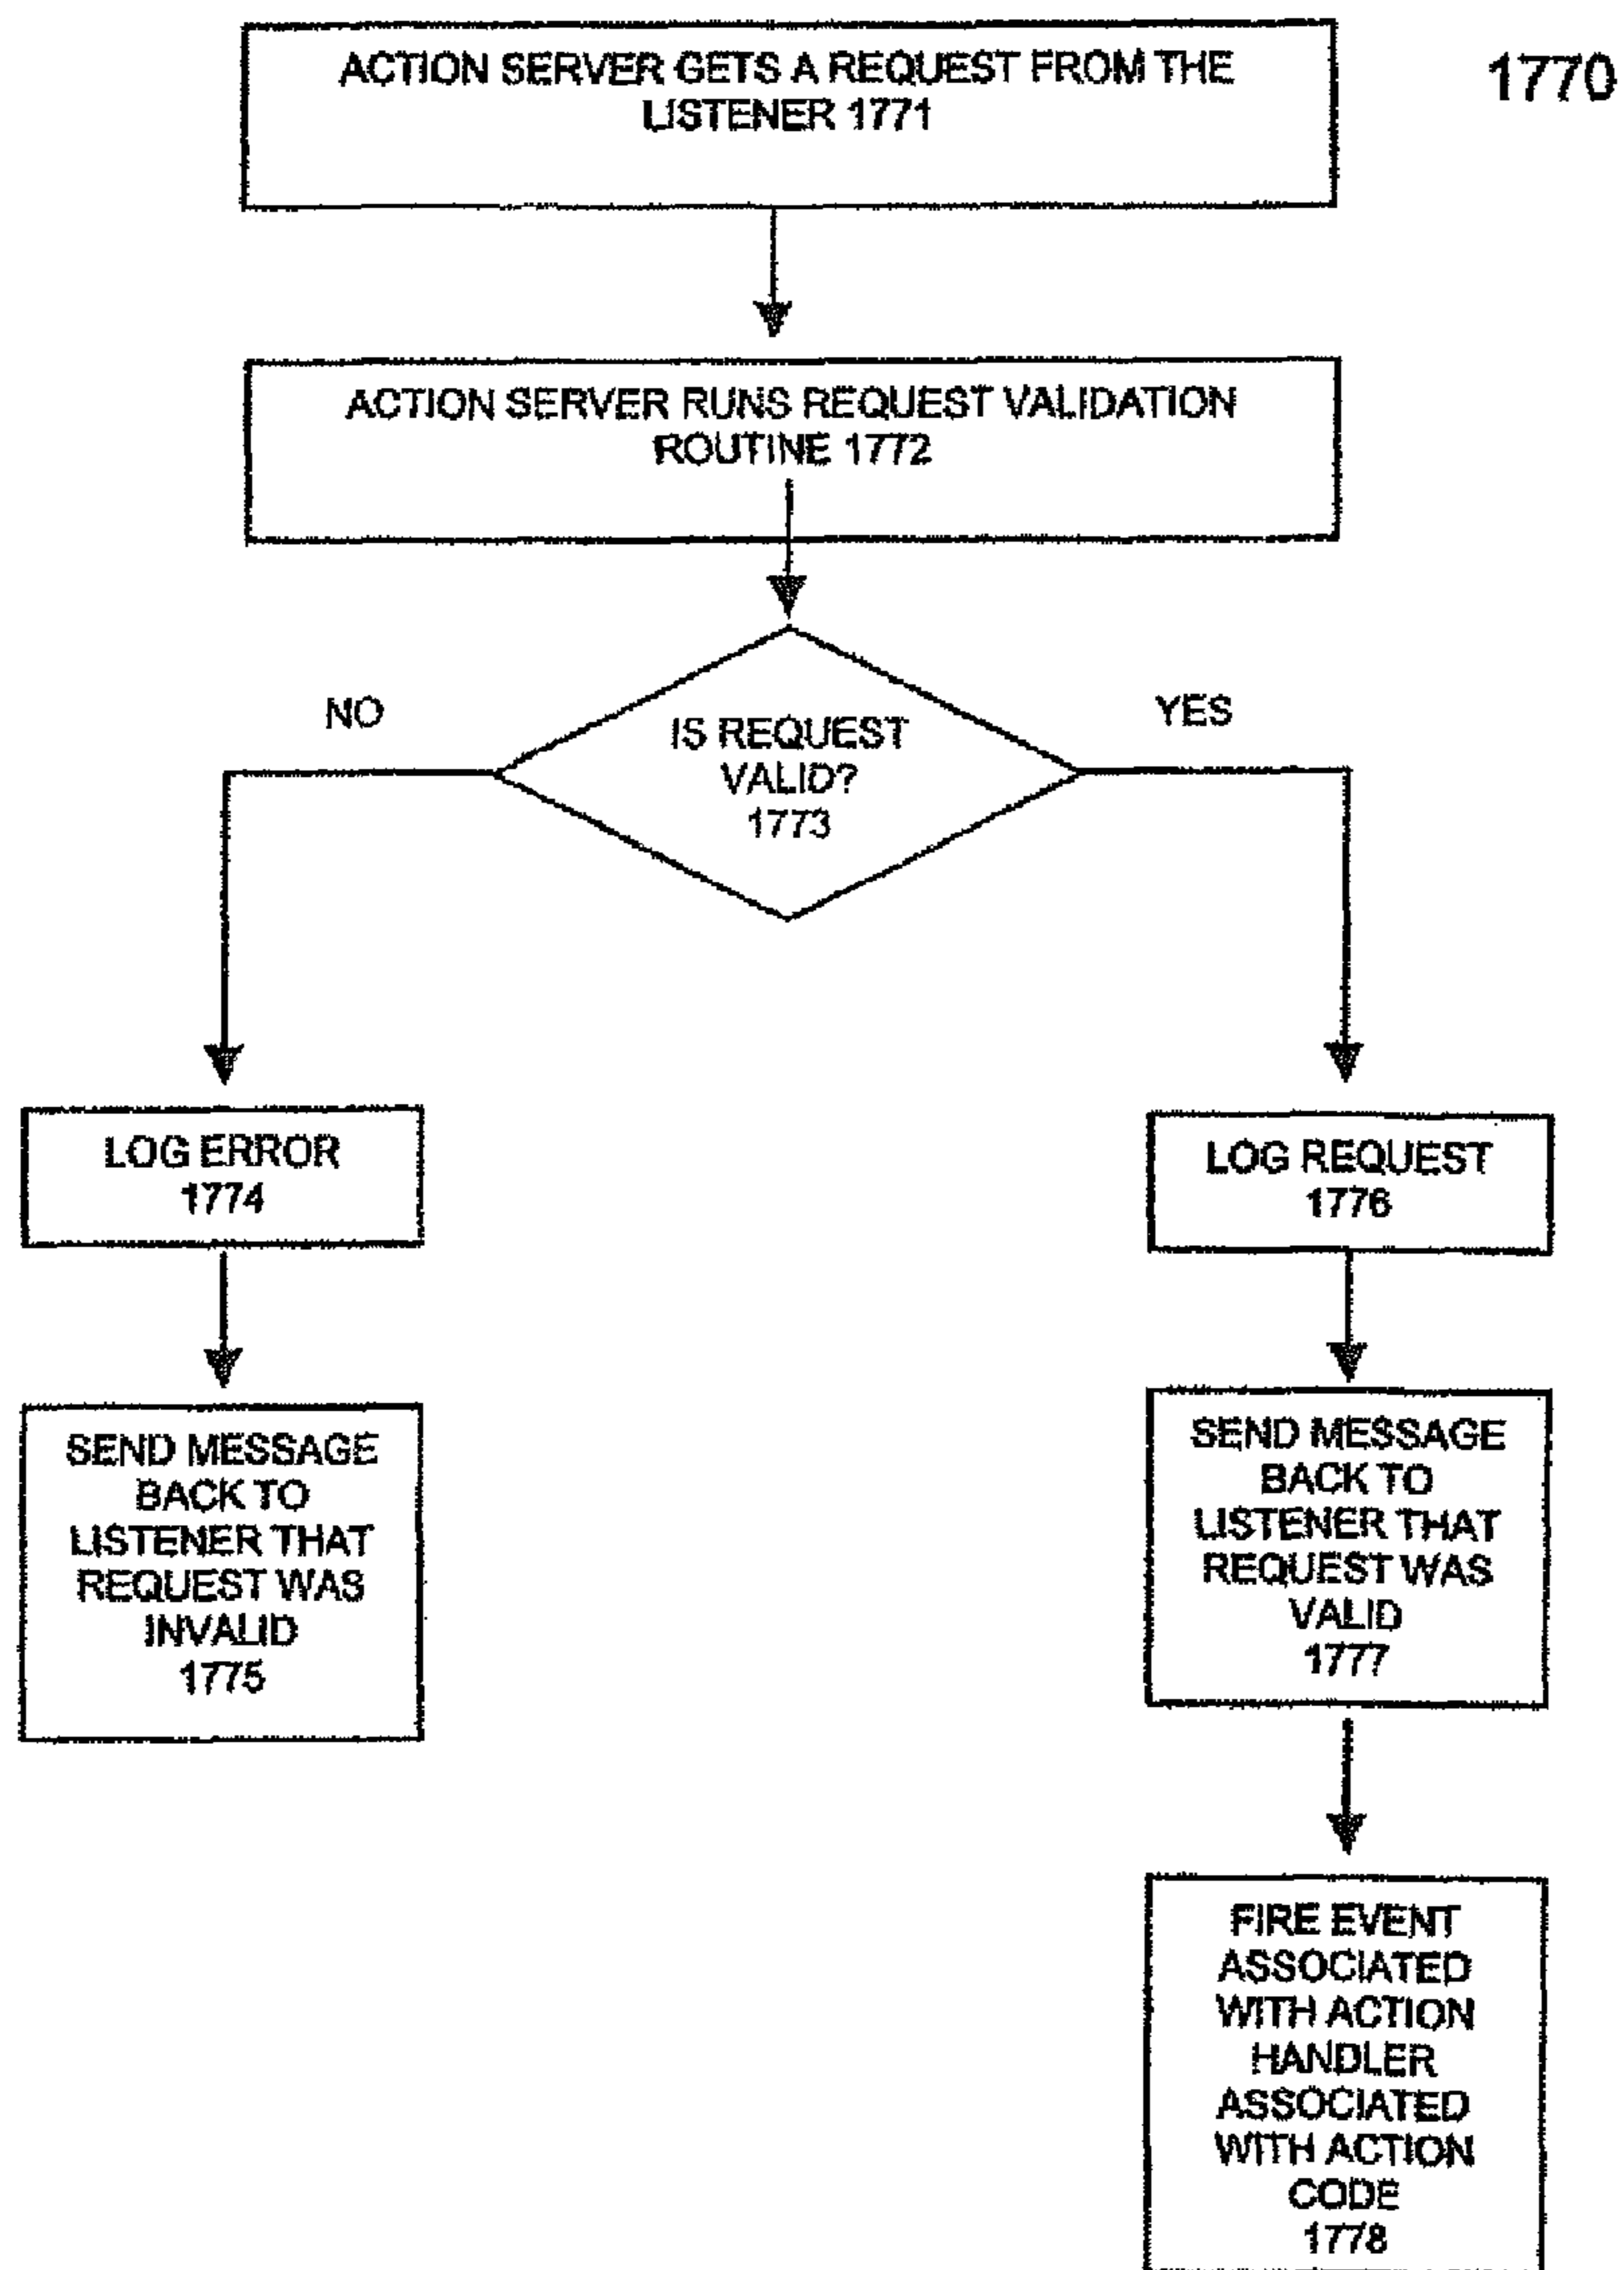 ACTION SERVER GETS A REQUEST FROM THE
LISTENER 1771
1770
ACTION SERVER RUNS REQUEST VALIDATION
ROUTINE 1772
NO
YES
IS REQUEST
VALID?
1773
LOG ERROR
1774
LOG REQUEST
1776
SEND MESSAGE
BACK TO
LISTENER THAT
REQUEST WAS
INVALID
1775
SEND MESSAGE
BACK TO
LISTENER THAT
REQUEST WAS
VALID
1777
FIRE EVENT
ASSOCIATED
WITH ACTION
HANDLER
ASSOCIATED
WITH ACTION
CODE
1778